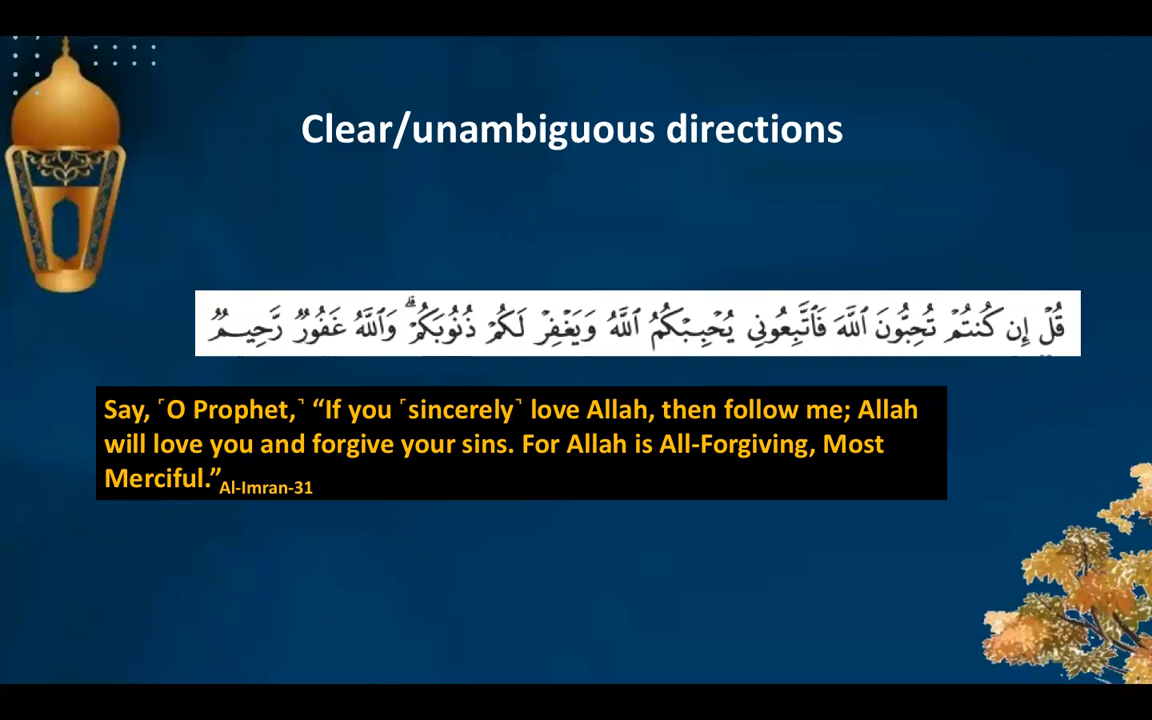 Clear/unambiguous directions
قُلْ إِن كُنتُمْ تُحِبُّونَ ٱللَّهَ فَٱتَّبِعُونِى يُحْبِبْكُمُ ٱللَّهُ وَيَغْفِرْ لَكُمْ ذُنُوبَكُمْ ۗ وَٱللَّهُ غَفُورٌ رَّحِيمٌ
Say, ˹O Prophet,˺ “If you ˹sincerely˺ love Allah, then follow me; Allah
will love you and forgive your sins. For Allah is All-Forgiving, Most
Merciful.” Al-Imran-31